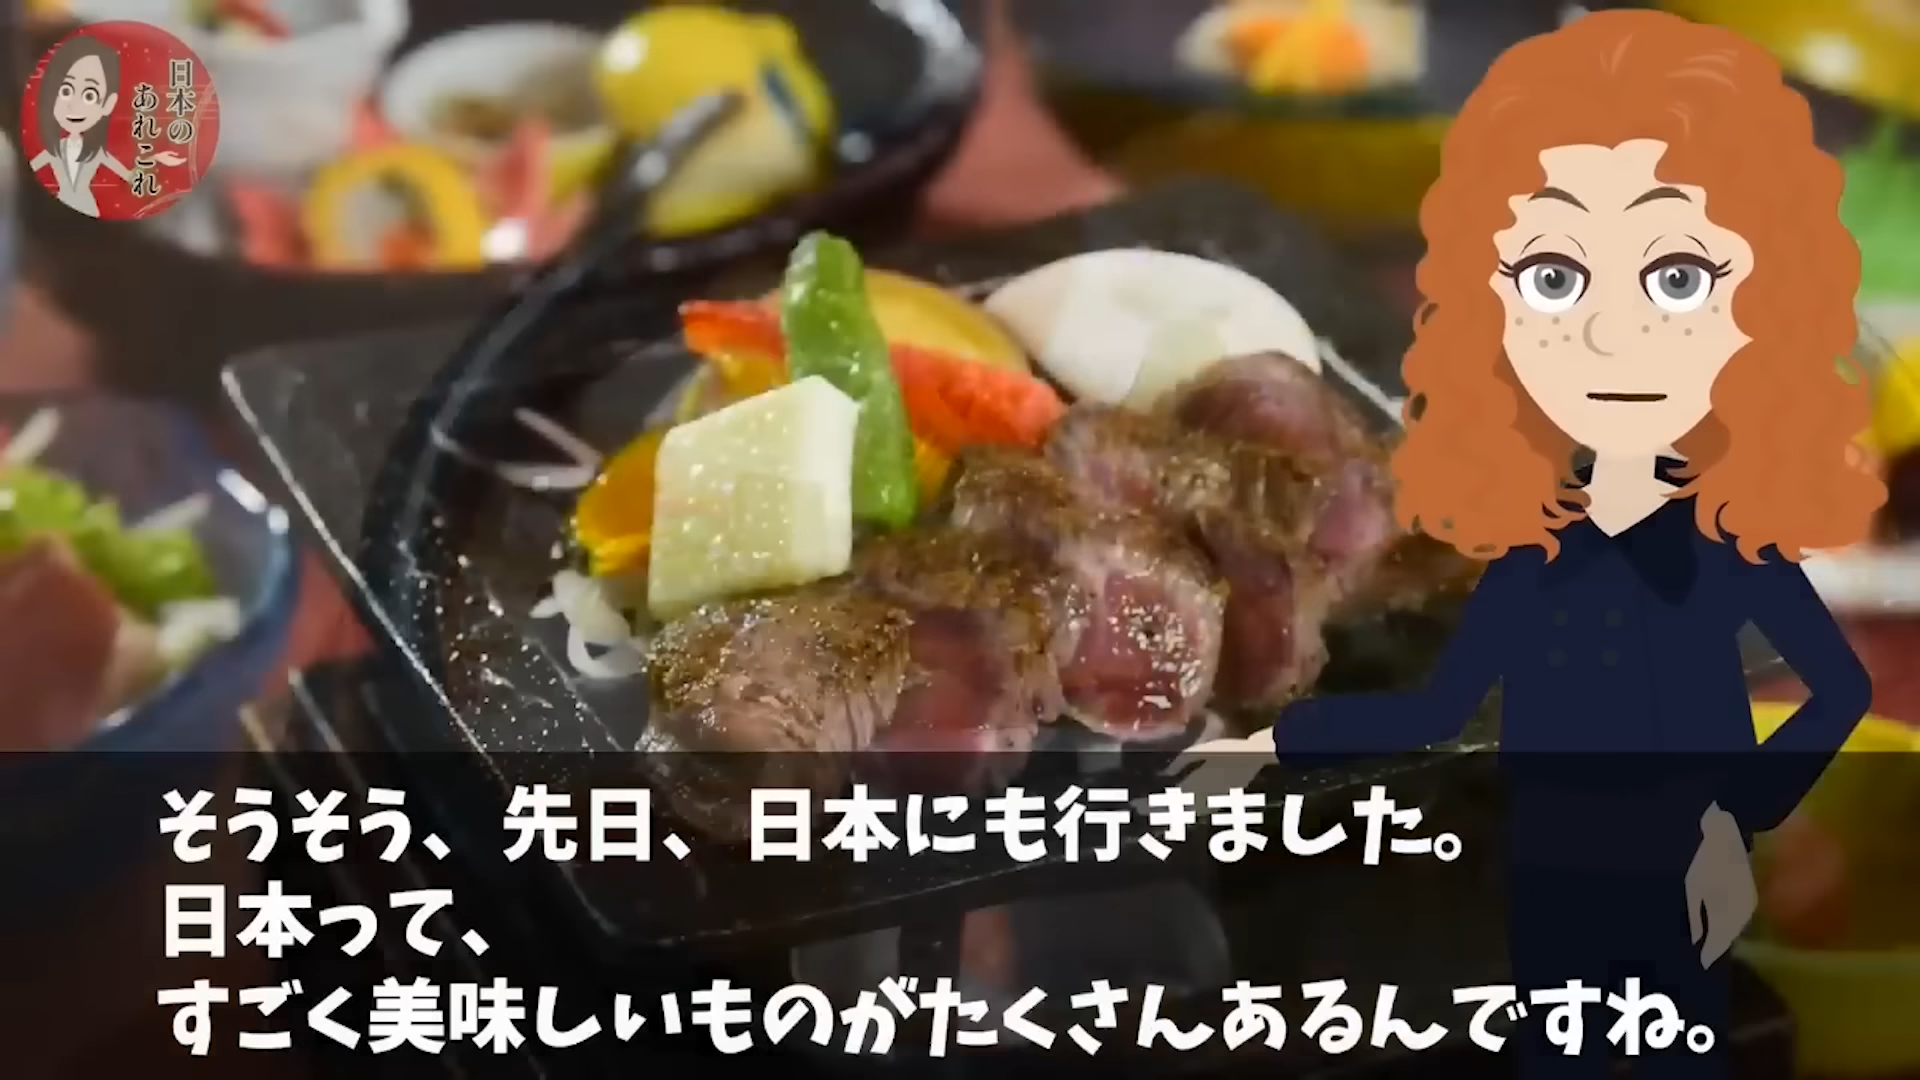 日本の
あれこれ
そうそう、先日、日本にも行きました。
日本って、
すごく美味しいものがたくさんあるんですね。